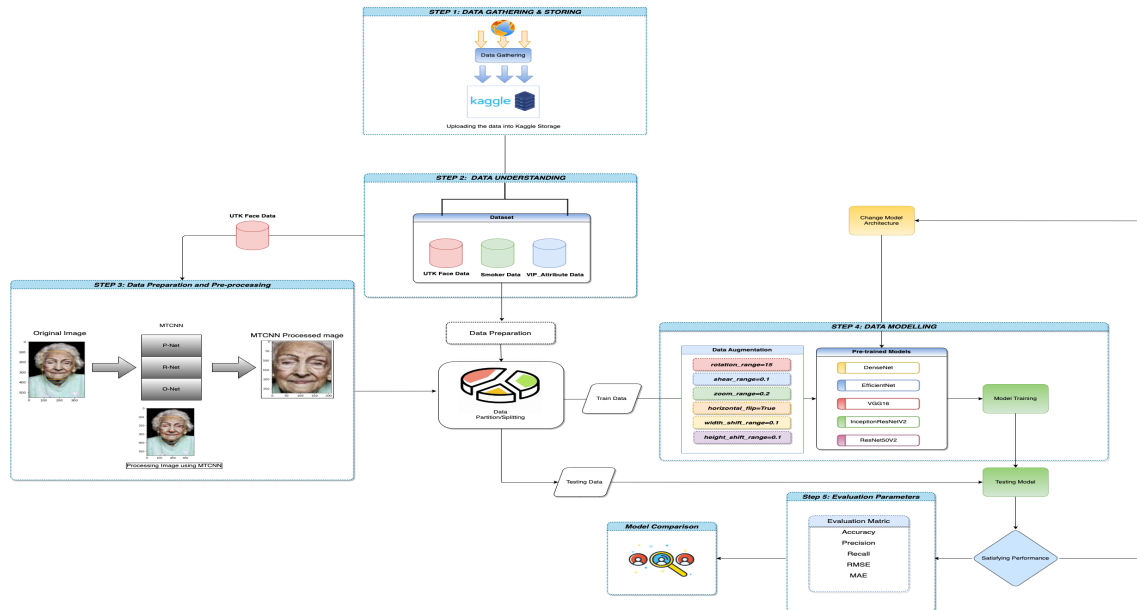 STEP 1: DATA GATHERING & STORING
Data Gathering
kaggle
Uploading the data into Kaggle Storage
STEP 2: DATA UNDERSTANDING
Dataset
UTK Face Data
Smoker Data
VIP_Attribute Data
UTK Face Data
STEP 3: Data Preparation and Pre-processing
Original Image
MTCNN
P-Net
R-Net
O-Net
MTCNN Processed mage
Processing Image using MTCNN
Data Preparation
Data
Partition/Splitting
Train Data
Testing Data
Change Model
Architecture
STEP 4: DATA MODELLING
Data Augmentation
rotation_range=15
shear_range=0.1
zoom_range=0.2
horizontal_flip=True
width_shift_range=0.1
height_shift_range=0.1
Pre-trained Models
DenseNet
EfficientNet
VGG16
InceptionResNetV2
ResNet50V2
Model Training
Testing Model
Satisfying Performance
Step 5: Evaluation Parameters
Evaluation Matric
Accuracy
Precision
Recall
RMSE
MAE
Model Comparison